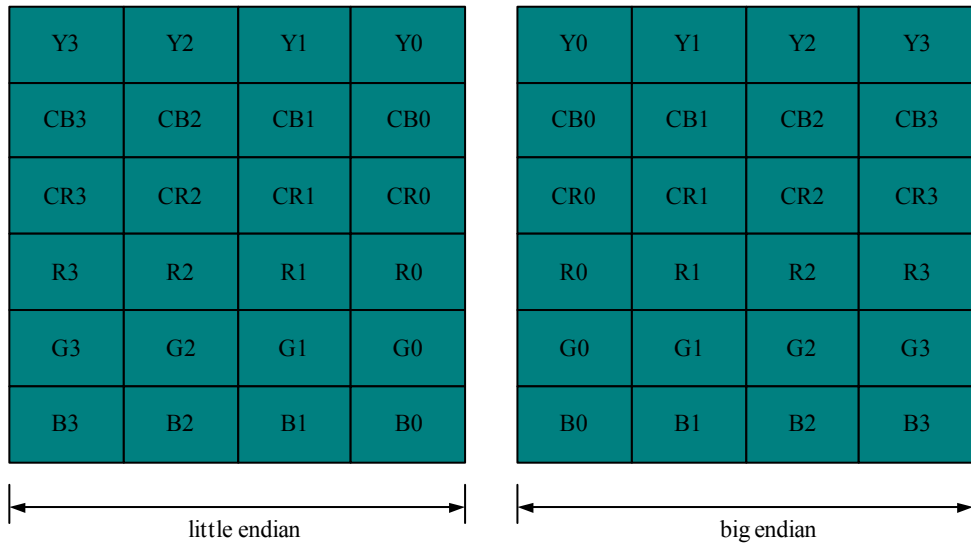 Y3 Y2 Y1 Y0 Y0 Y1 Y2 Y3
CB3 CB2 CB1 CB0 CB0 CB1 CB2 CB3
CR3 CR2 CR1 CR0 CR0 CR1 CR2 CR3
R3 R2 R1 R0 R0 R1 R2 R3
G3 G2 G1 G0 G0 G1 G2 G3
B3 B2 B1 B0 B0 B1 B2 B3
little endian big endian